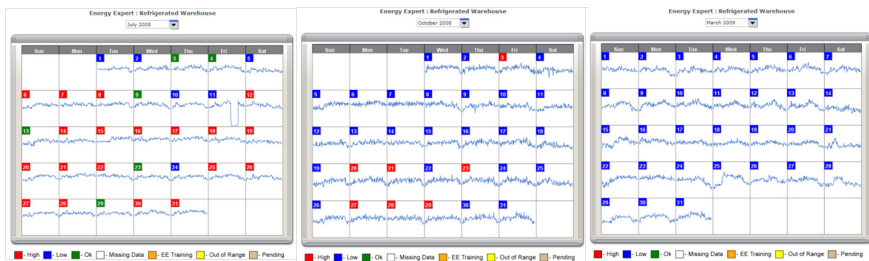 Energy Expert : Refrigerated Warehouse
July 2008
Sun Mon Tue Wed Thu Fri Sat
1 2 3 4 5
6 7 8 9 10 11 12
13 14 15 16 17 18 19
20 21 22 23 24 25 26
27 28 29 30 31
- High - Low - Ok - Missing Data - EE Training - Out of Range - Pending
Energy Expert : Refrigerated Warehouse
October 2008
Sun Mon Tue Wed Thu Fri Sat
1 2 3 4
5 6 7 8 9 10 11
12 13 14 15 16 17 18
19 20 21 22 23 24 25
26 27 28 29 30 31
- High - Low - Ok - Missing Data - EE Training - Out of Range - Pending
Energy Expert : Refrigerated Warehouse
March 2009
Sun Mon Tue Wed Thu Fri Sat
1 2 3 4 5 6 7
8 9 10 11 12 13 14
15 16 17 18 19 20 21
22 23 24 25 26 27 28
29 30 31
- High - Low - Ok - Missing Data - EE Training - Out of Range - Pending